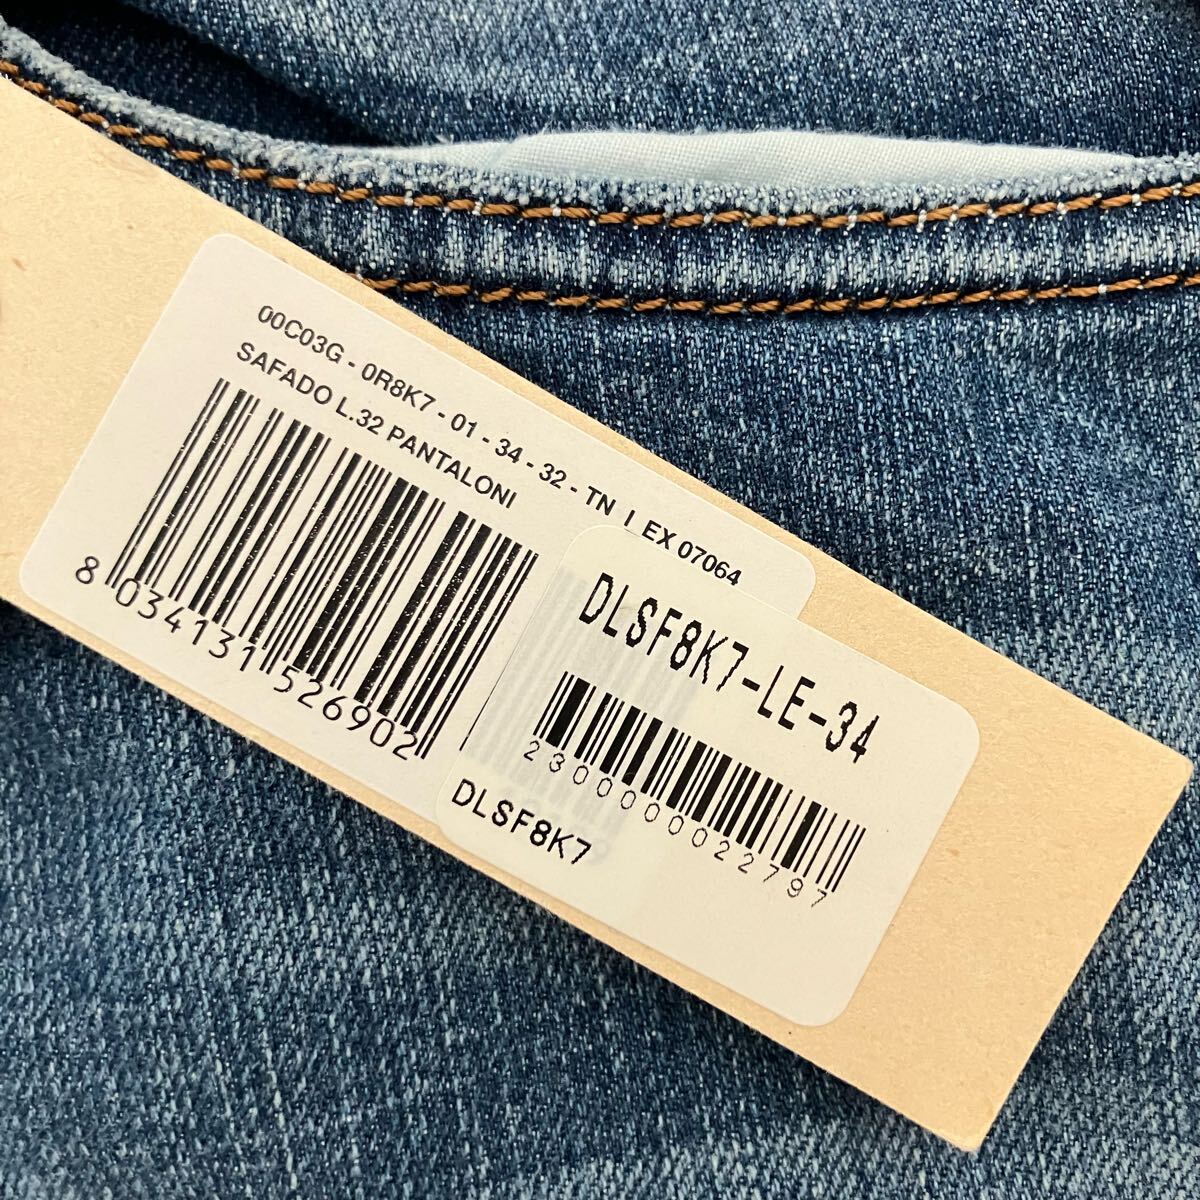 00C03G - 0R8K7 - 01 - 34 - 32 - TN I EX 07064
SAFADO L.32 PANTALONI
8 034131 526902
DLSF8K7-LE-34
2300000022797
DLSF8K7